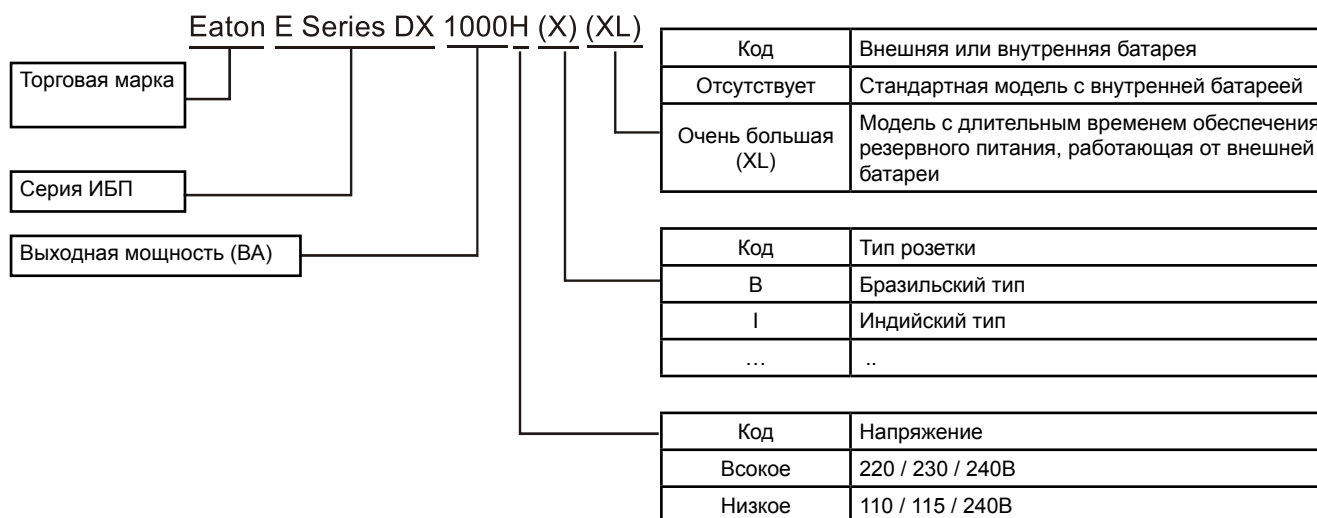 Eaton E Series DX 1000H (X) (XL)
Торговая марка
Серия ИБП
Выходная мощность (ВА)
Код Внешняя или внутренняя батарея
Отсутствует Стандартная модель с внутренней батареей
Очень большая (XL) Модель с длительным временем обеспечения
резервного питания, работающая от внешней
батареи
Код Тип розетки
B Бразильский тип
I Индийский тип
... ..
Код Напряжение
Всокое 220 / 230 / 240В
Низкое 110 / 115 / 240В